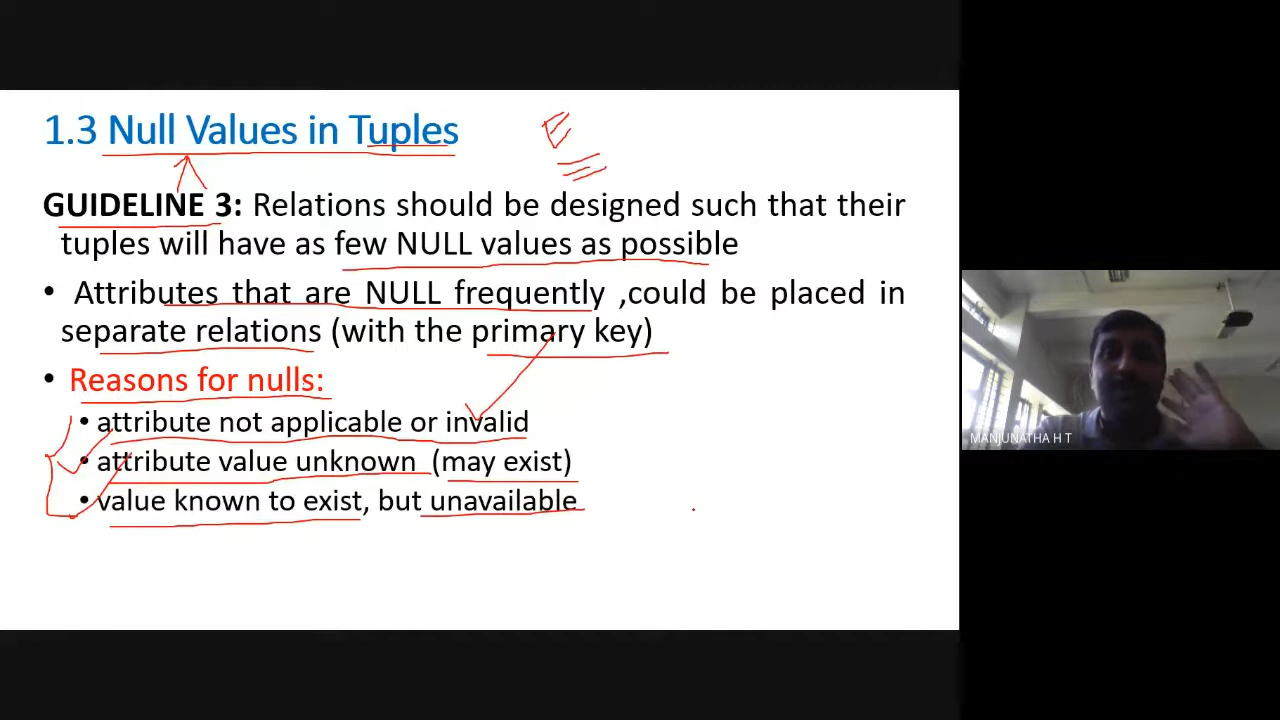 1.3 Null Values in Tuples
E
GUIDELINE 3: Relations should be designed such that their
tuples will have as few NULL values as possible
• Attributes that are NULL frequently ,could be placed in
separate relations (with the primary key)
• Reasons for nulls:
• attribute not applicable or invalid
• attribute value unknown (may exist)
• value known to exist, but unavailable
MANJUNATHA H T